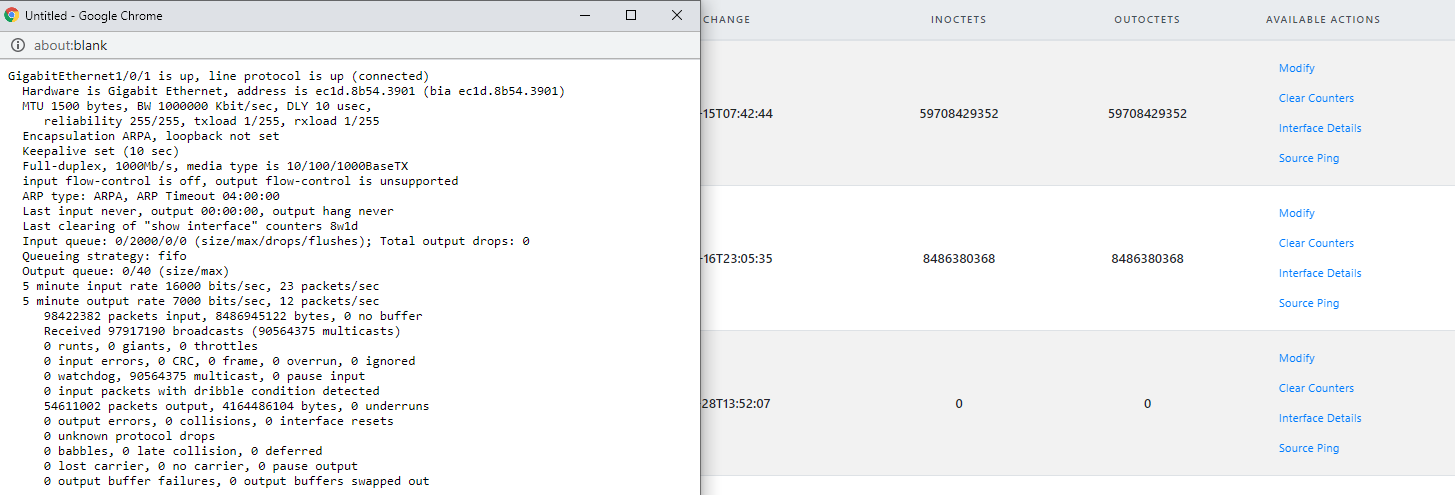 Untitled - Google Chrome
about:blank
GigabitEthernet1/0/1 is up, line protocol is up (connected)
Hardware is Gigabit Ethernet, address is ec1d.8b54.3901 (bia ec1d.8b54.3901)
MTU 1500 bytes, BW 1000000 Kbit/sec, DLY 10 usec,
reliability 255/255, txload 1/255, rxload 1/255
Encapsulation ARPA, loopback not set
Keepalive set (10 sec)
Full-duplex, 1000Mb/s, media type is 10/100/1000BaseTX
input flow-control is off, output flow-control is unsupported
ARP type: ARPA, ARP Timeout 04:00:00
Last input never, output 00:00:00, output hang never
Last clearing of "show interface" counters 8w1d
Input queue: 0/2000/0/0 (size/max/drops/flushes); Total output drops: 0
Queueing strategy: fifo
Output queue: 0/40 (size/max)
5 minute input rate 16000 bits/sec, 23 packets/sec
5 minute output rate 7000 bits/sec, 12 packets/sec
98422382 packets input, 8486945122 bytes, 0 no buffer
Received 97917190 broadcasts (90564375 multicasts)
0 runts, 0 giants, 0 throttles
0 input errors, 0 CRC, 0 frame, 0 overrun, 0 ignored
0 watchdog, 90564375 multicast, 0 pause input
0 input packets with dribble condition detected
54611002 packets output, 4164486104 bytes, 0 underruns
0 output errors, 0 collisions, 0 interface resets
0 unknown protocol drops
0 babbles, 0 late collision, 0 deferred
0 lost carrier, 0 no carrier, 0 pause output
0 output buffer failures, 0 output buffers swapped out
CHANGE INOCTETS OUTOCTETS AVAILABLE ACTIONS
-15T07:42:44 59708429352 59708429352
Modify
Clear Counters
Interface Details
Source Ping
-16T23:05:35 8486380368 8486380368
Modify
Clear Counters
Interface Details
Source Ping
28T13:52:07 0 0
Modify
Clear Counters
Interface Details
Source Ping